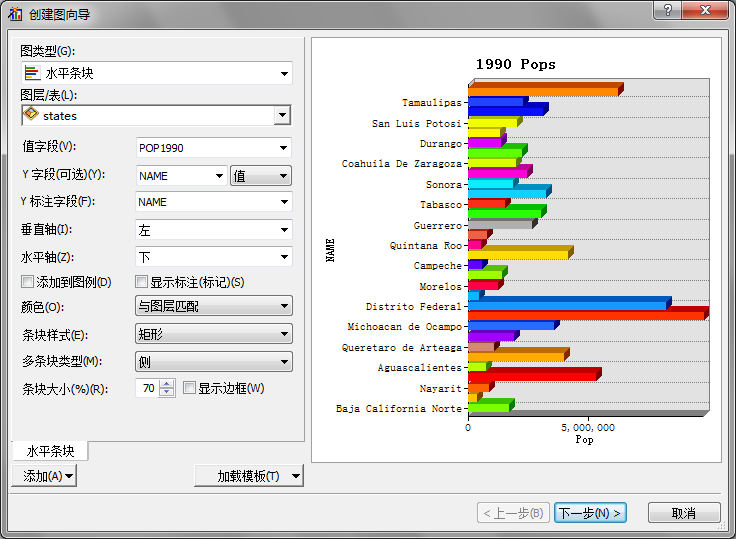 创建图向导
图类型(G):
水平条块
图层/表(L):
states
值字段(V):
POP1990
Y 字段(可选)(Y):
NAME
值
Y 标注字段(F):
NAME
垂直轴(I):
左
水平轴(Z):
下
添加到图例(D)
显示标注(标记)(S)
颜色(O):
与图层匹配
条块样式(E):
矩形
多条块类型(M):
侧
条块大小(%)(R):
70
显示边框(W)
水平条块
添加(A)
加载模板(T)
1990 Pops
Tamaulipas
San Luis Potosi
Durango
Coahuila De Zaragoza
Sonora
Tabasco
Guerrero
Quintana Roo
Campeche
Morelos
Distrito Federal
Michoacan de Ocampo
Queretaro de Arteaga
Aguascalientes
Nayarit
Baja California Norte
NAME
0
5,000,000
Pop
< 上一步(B)
下一步(N) >
取消